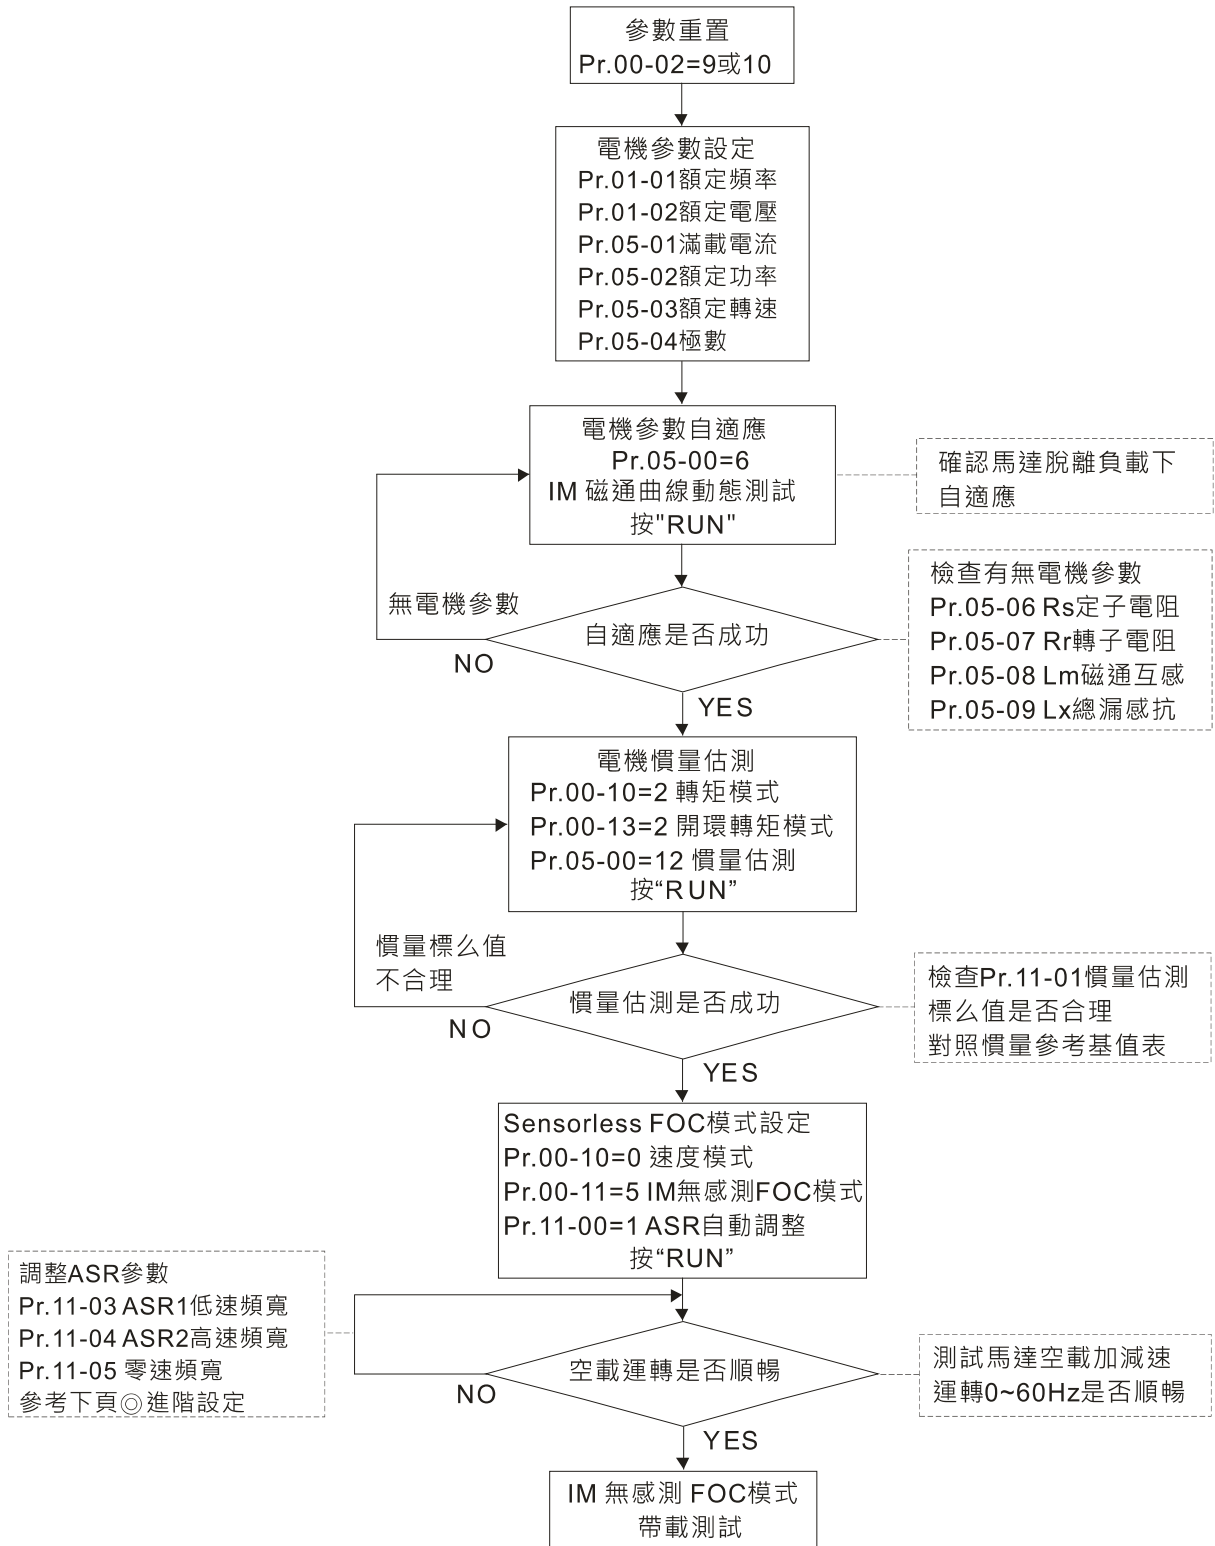 參數重置
Pr.00-02=9或10
電機參數設定
Pr.01-01額定頻率
Pr.01-02額定電壓
Pr.05-01滿載電流
Pr.05-02額定功率
Pr.05-03額定轉速
Pr.05-04極數
電機參數自適應
Pr.05-00=6
IM 磁通曲線動態測試
按"RUN"
確認馬達脫離負載下
自適應
無電機參數
NO
自適應是否成功
YES
檢查有無電機參數
Pr.05-06 Rs定子電阻
Pr.05-07 Rr轉子電阻
Pr.05-08 Lm磁通互感
Pr.05-09 Lx總漏感抗
電機慣量估測
Pr.00-10=2 轉矩模式
Pr.00-13=2 開環轉矩模式
Pr.05-00=12 慣量估測
按“RUN”
慣量標么值
不合理
NO
慣量估測是否成功
YES
檢查Pr.11-01慣量估測
標么值是否合理
對照慣量參考基值表
Sensorless FOC模式設定
Pr.00-10=0 速度模式
Pr.00-11=5 IM無感測FOC模式
Pr.11-00=1 ASR自動調整
按“RUN”
調整ASR參數
Pr.11-03 ASR1低速頻寬
Pr.11-04 ASR2高速頻寬
Pr.11-05 零速頻寬
參考下頁◎進階設定
NO
空載運轉是否順暢
YES
測試馬達空載加減速
運轉0~60Hz是否順暢
IM 無感測 FOC模式
帶載測試